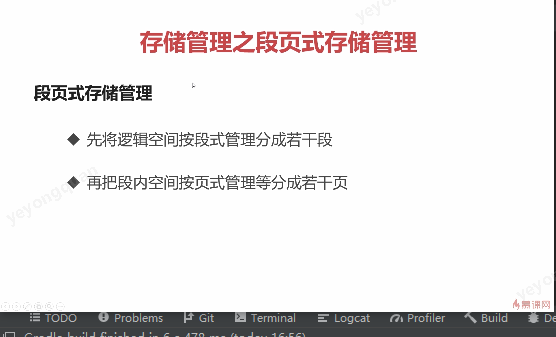 存储管理之段页式存储管理
段页式存储管理
◆ 先将逻辑空间按段式管理分成若干段
◆ 再把段内空间按页式管理等分成若干页
慕课网
TODO Problems Git Terminal Logcat Profiler Build De
Gradle build finished in 6 s 478 ms (today 16:56)